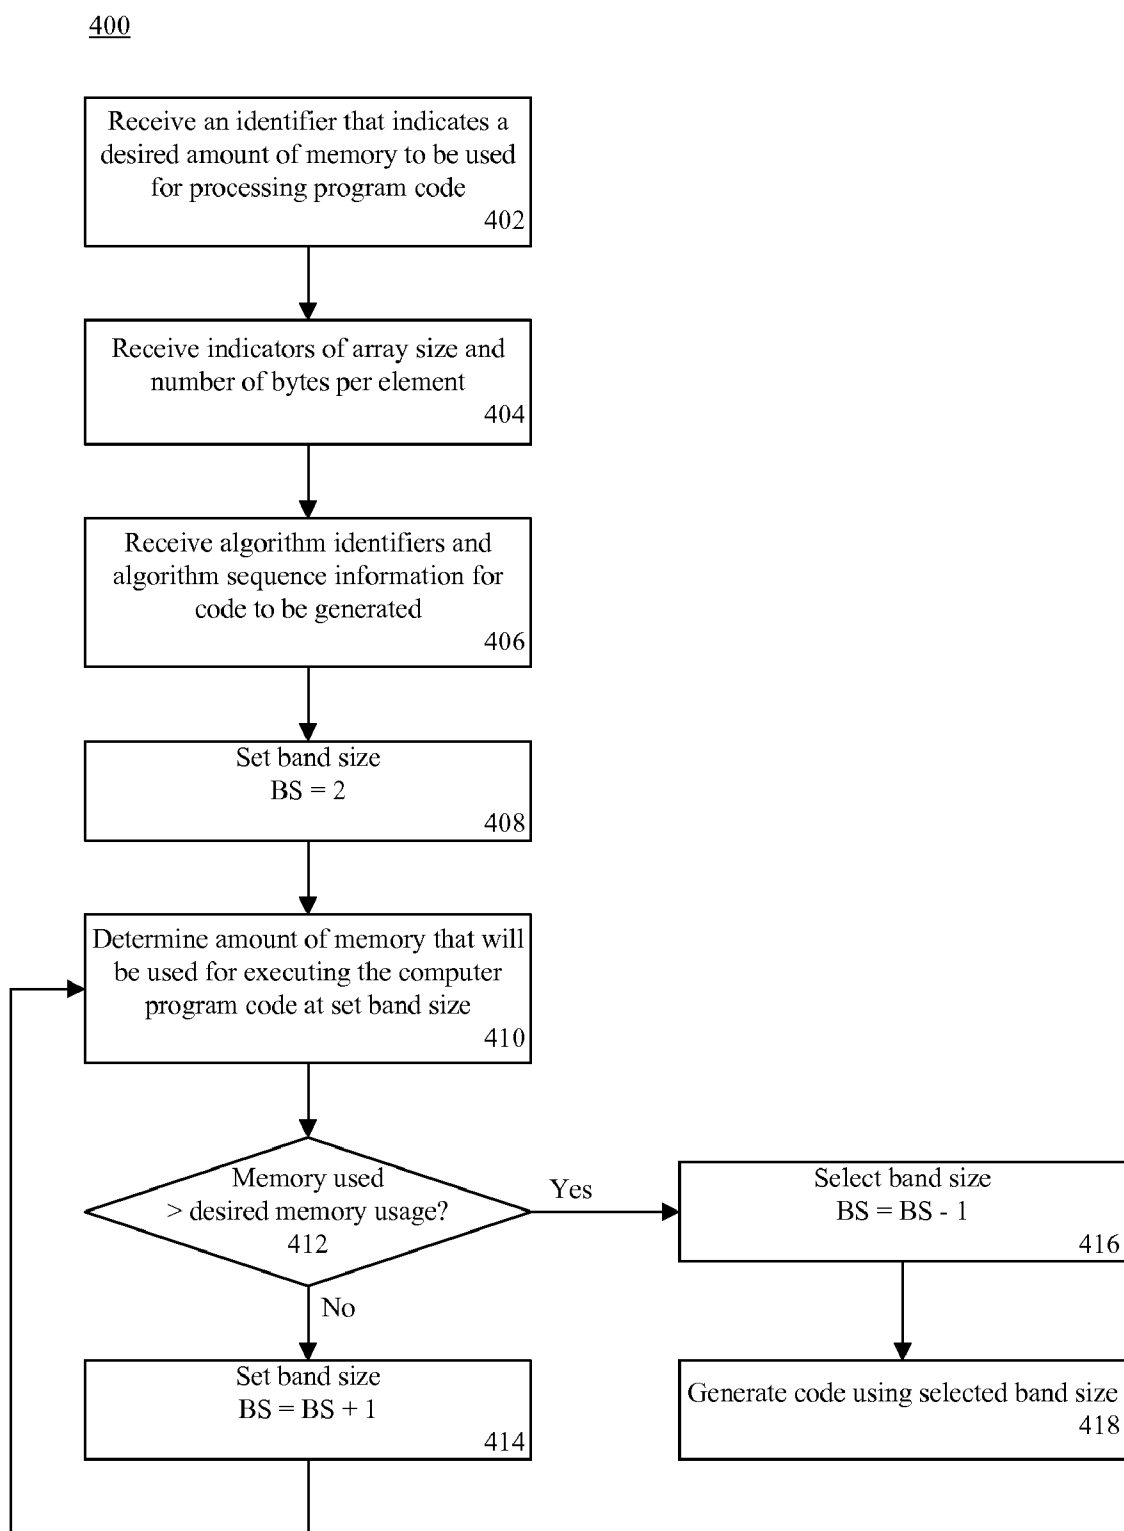 400
Receive an identifier that indicates a
desired amount of memory to be used
for processing program code
402
Receive indicators of array size and
number of bytes per element
404
Receive algorithm identifiers and
algorithm sequence information for
code to be generated
406
Set band size
BS = 2
408
Determine amount of memory that will
be used for executing the computer
program code at set band size
410
Memory used
> desired memory usage?
412
Yes
No
Select band size
BS = BS - 1
416
Set band size
BS = BS + 1
414
Generate code using selected band size
418